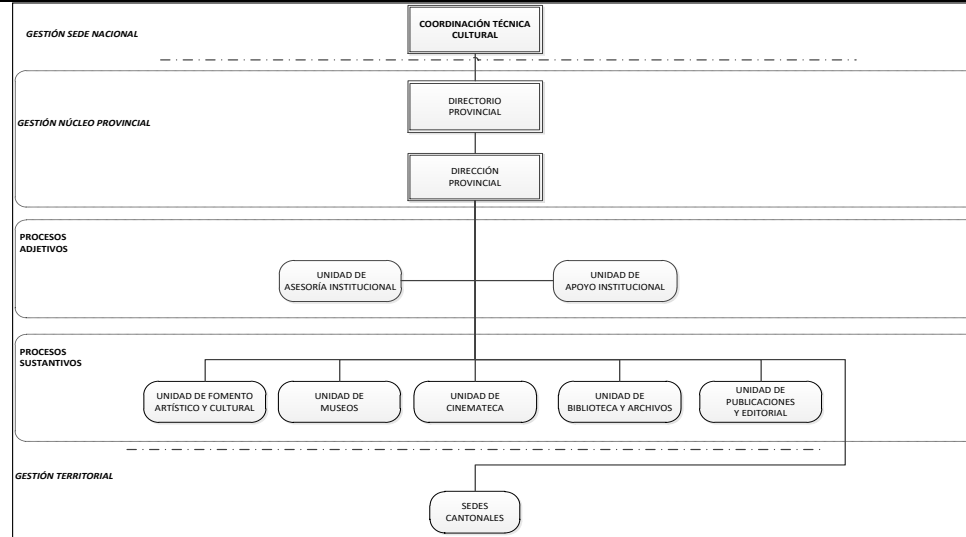 GESTIÓN SEDE NACIONAL
COORDINACIÓN TÉCNICA
CULTURAL
DIRECTORIO
PROVINCIAL
GESTIÓN NÚCLEO PROVINCIAL
DIRECCIÓN
PROVINCIAL
PROCESOS
ADJETIVOS
UNIDAD DE
ASESORÍA INSTITUCIONAL
UNIDAD DE
APOYO INSTITUCIONAL
PROCESOS
SUSTANTIVOS
UNIDAD DE FOMENTO
ARTÍSTICO Y CULTURAL
UNIDAD DE
MUSEOS
UNIDAD DE
CINEMATECA
UNIDAD DE
BIBLIOTECA Y ARCHIVOS
UNIDAD DE
PUBLICACIONES
Y EDITORIAL
GESTIÓN TERRITORIAL
SEDES
CANTONALES